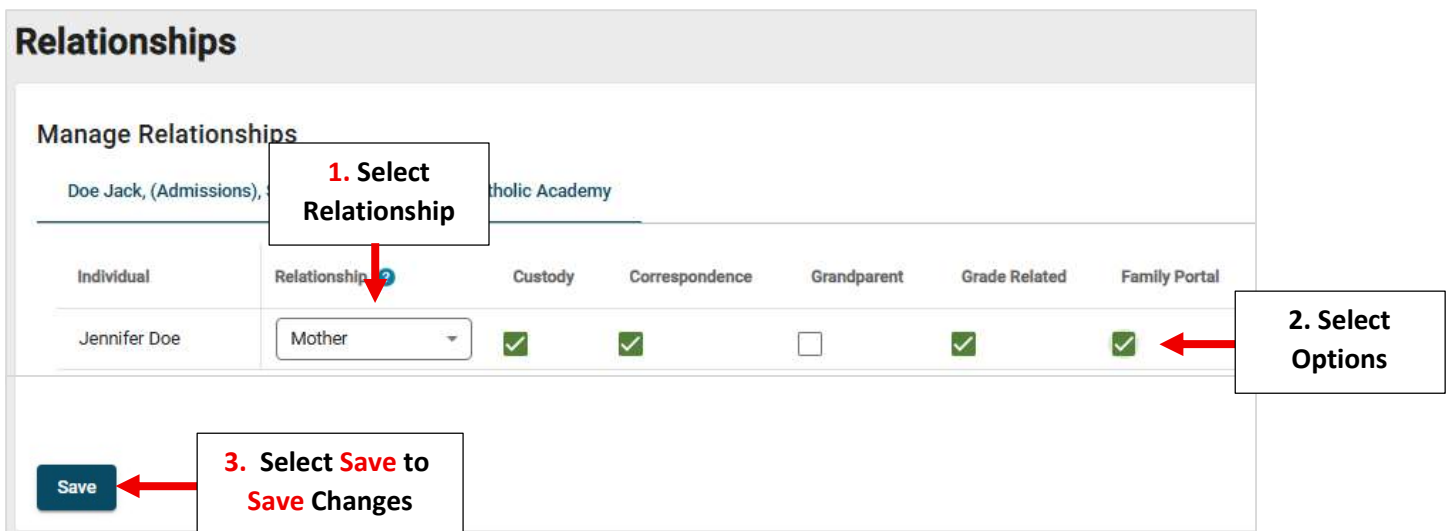 Relationships
Manage Relationships
1. Select
Relationship
Doe Jack, (Admissions), tholic Academy
Individual Relationship Custody Correspondence Grandparent Grade Related Family Portal
Jennifer Doe Mother
2. Select
Options
3. Select Save to
Save Changes
Save